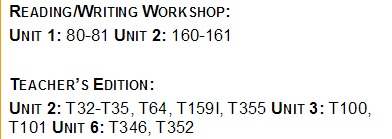 READING/WRITING WORKSHOP:
UNIT 1: 80-81 UNIT 2: 160-161
TEACHER'S EDITION:
UNIT 2: T32-T35, T64, T159I, T355 UNIT 3: T100,
T101 UNIT 6: T346, T352